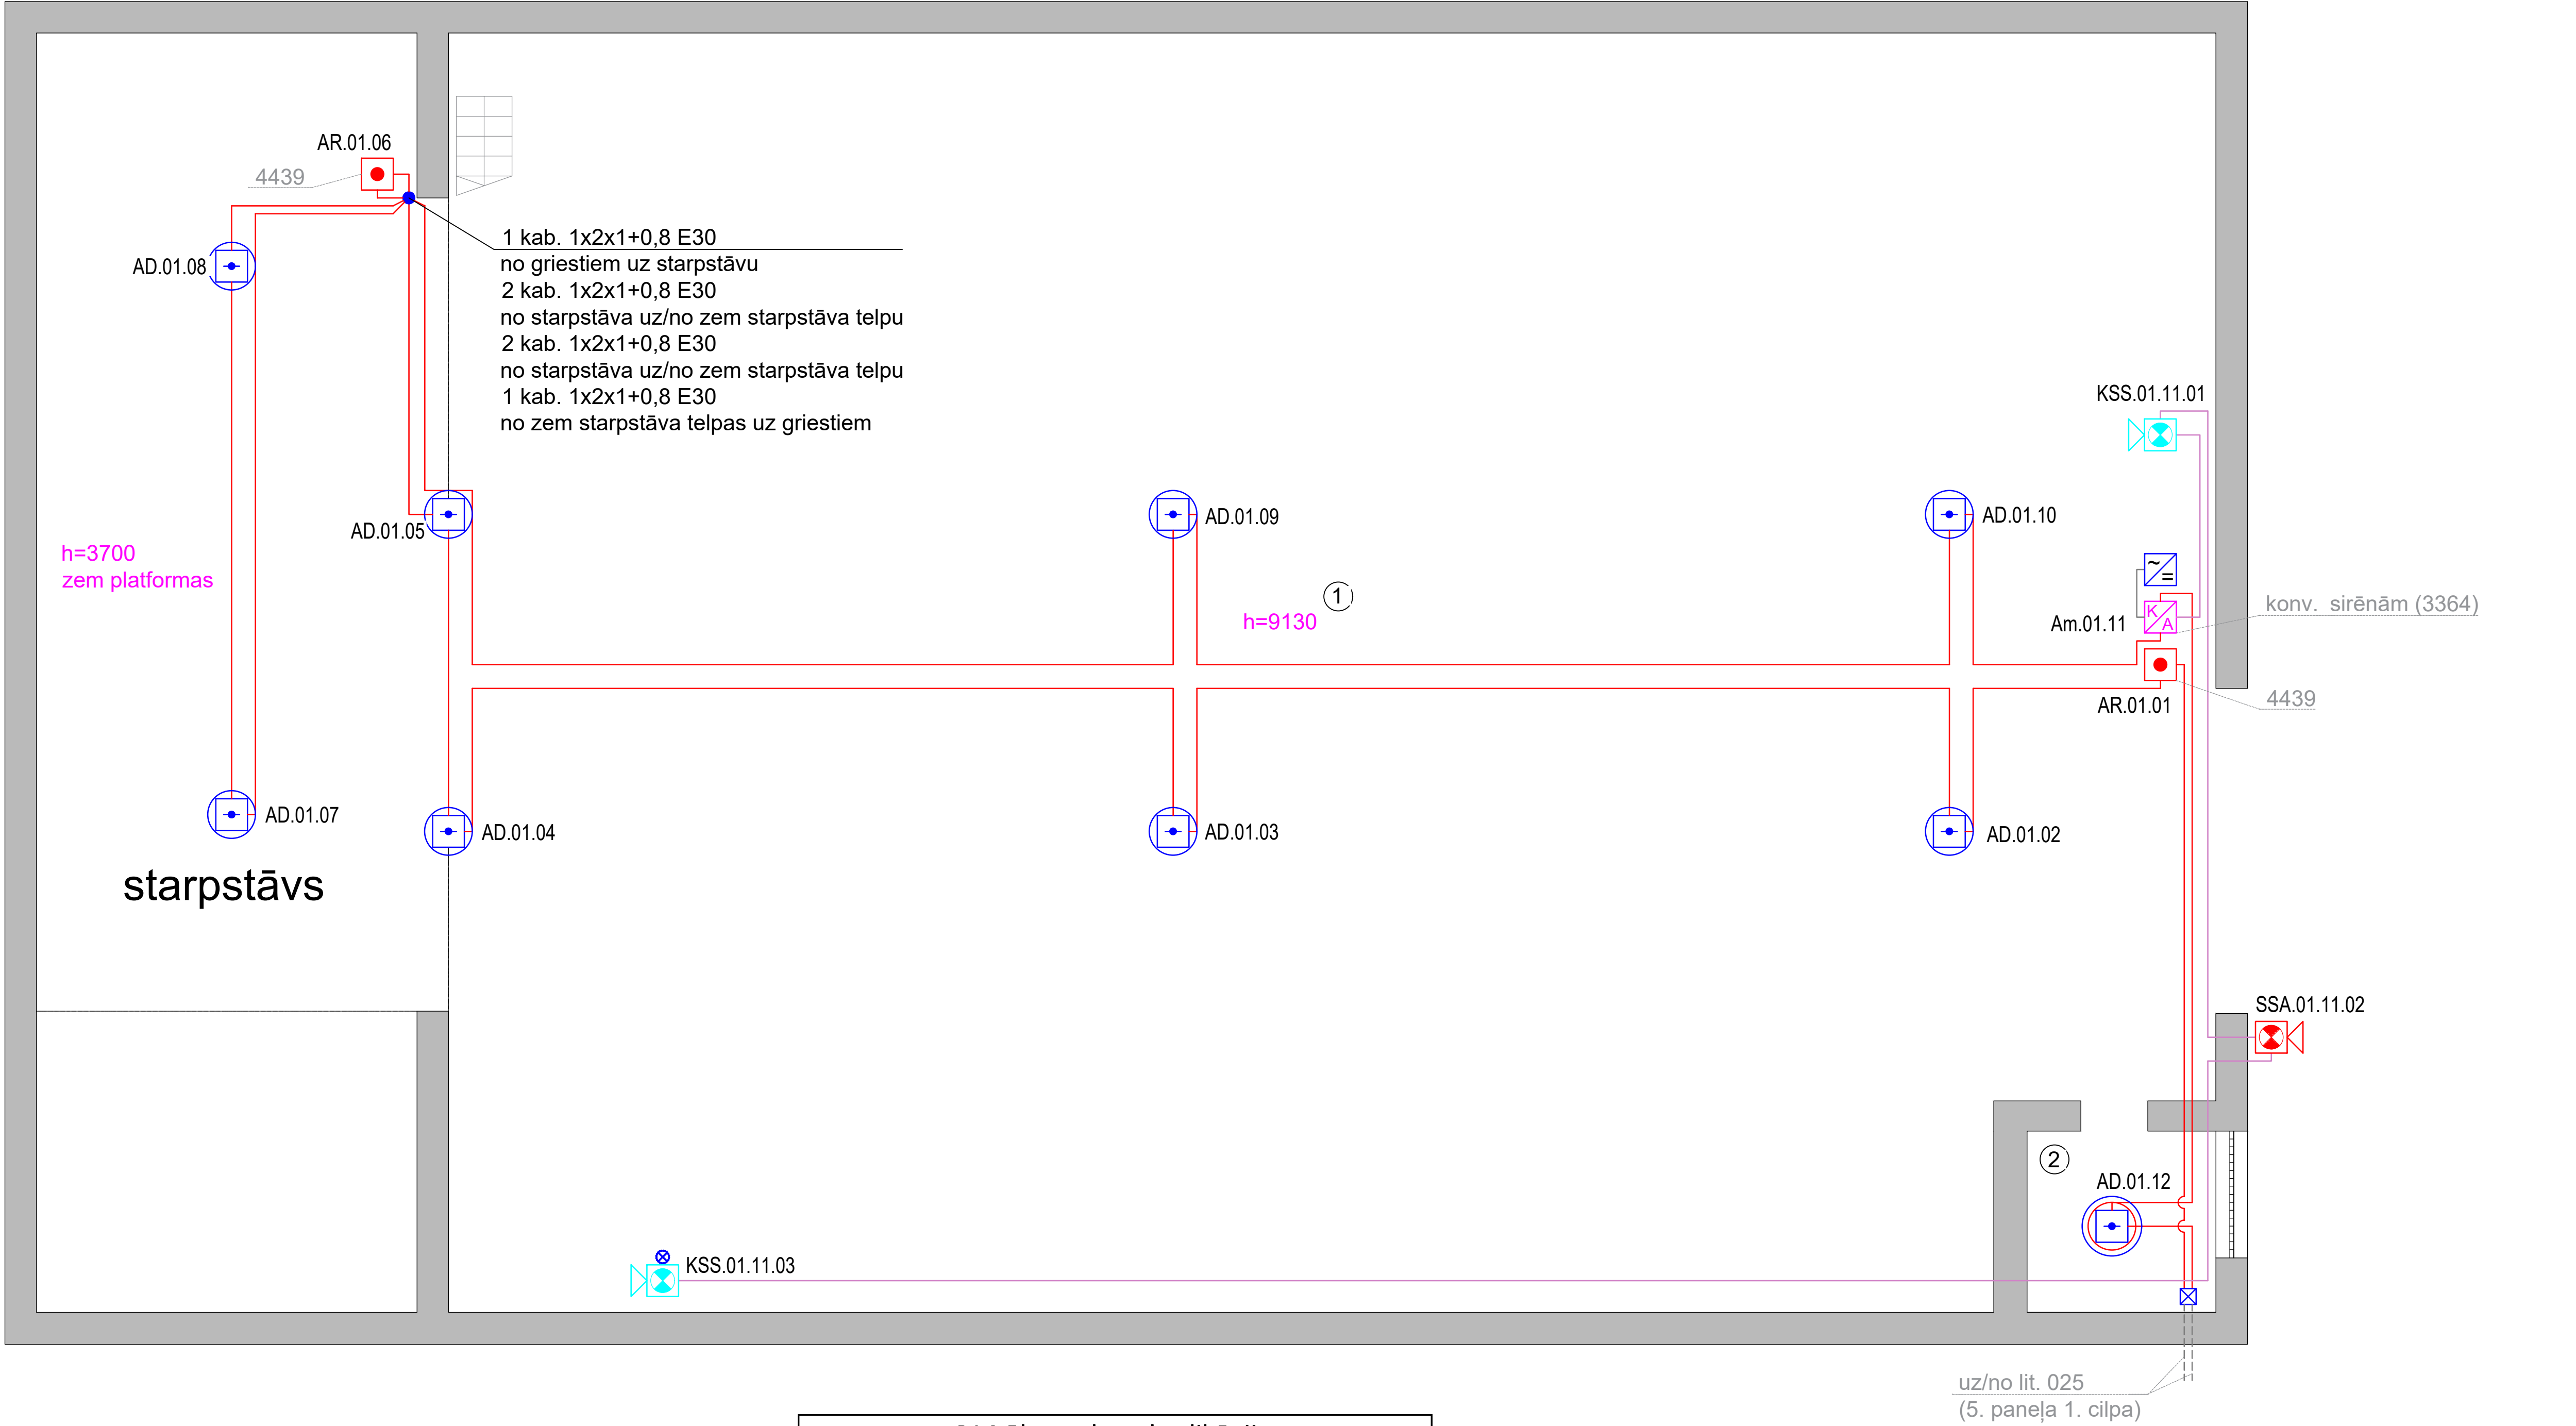 AR.01.06
4439
AD.01.08
1 kab. 1x2x1+0,8 E30
no griestiem uz starpstāvu
2 kab. 1x2x1+0,8 E30
no starpstāva uz/no zem starpstāva telpu
2 kab. 1x2x1+0,8 E30
no starpstāva uz/no zem starpstāva telpu
1 kab. 1x2x1+0,8 E30
no zem starpstāva telpas uz griestiem
KSS.01.11.01
AD.01.05
AD.01.09
AD.01.10
h=3700
zem platformas
1
h=9130
~
=
K
A
Am.01.11
konv. sirēnām (3364)
AR.01.01
4439
AD.01.07
AD.01.04
AD.01.03
AD.01.02
starpstāvs
SSA.01.11.02
2
AD.01.12
KSS.01.11.03
uz/no lit. 025
(5. paneļa 1. cilpa)